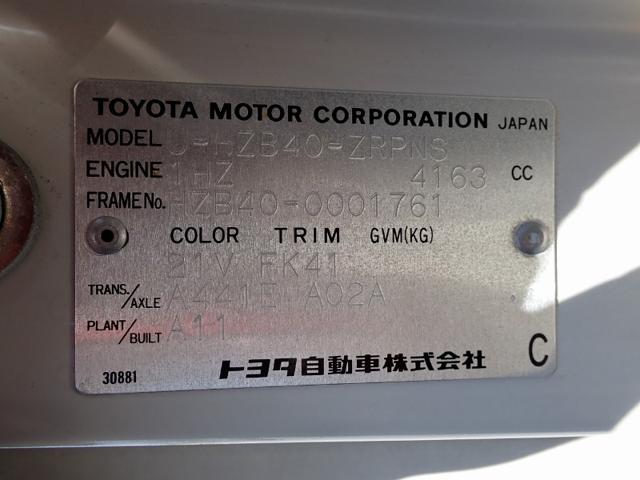 TOYOTA MOTOR CORPORATION JAPAN
MODEL U-HZB40-ZRPNS
ENGINE 1HZ 4163 CC
FRAME No. HZB40-0001761
COLOR TRIM GVM(KG)
21V FK41
TRANS./AXLE A441E A02A
PLANT/BUILT A11
トヨタ自動車株式会社 C
30881